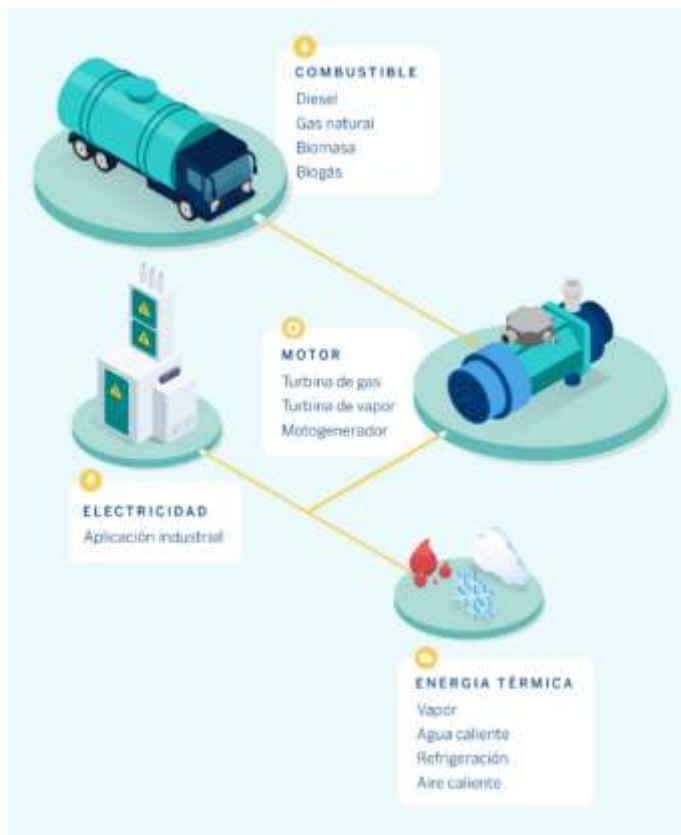 COMBUSTIBLE
Diesel
Gas natural
Biomasa
Biogás
MOTOR
Turbina de gas
Turbina de vapor
Motogenerador
ELECTRICIDAD
Aplicación industrial
ENERGIA TÉRMICA
Vapor
Agua caliente
Refrigeración
Aire caliente